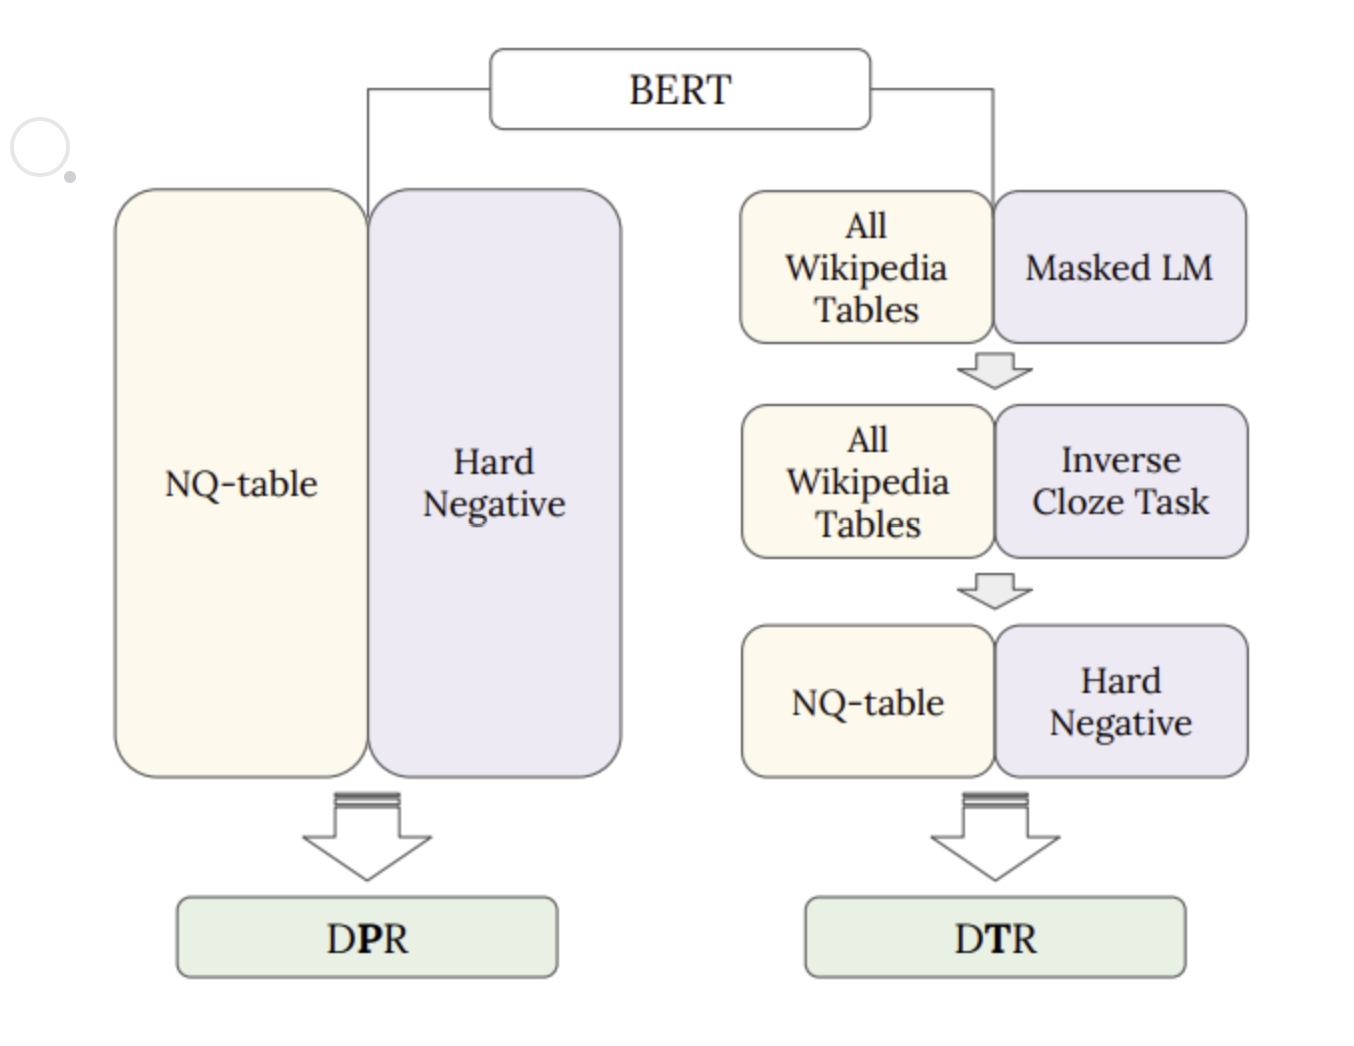 BERT
NQ-table
Hard
Negative
DPR
All
Wikipedia
Tables
Masked LM
All
Wikipedia
Tables
Inverse
Cloze Task
NQ-table
Hard
Negative
DTR